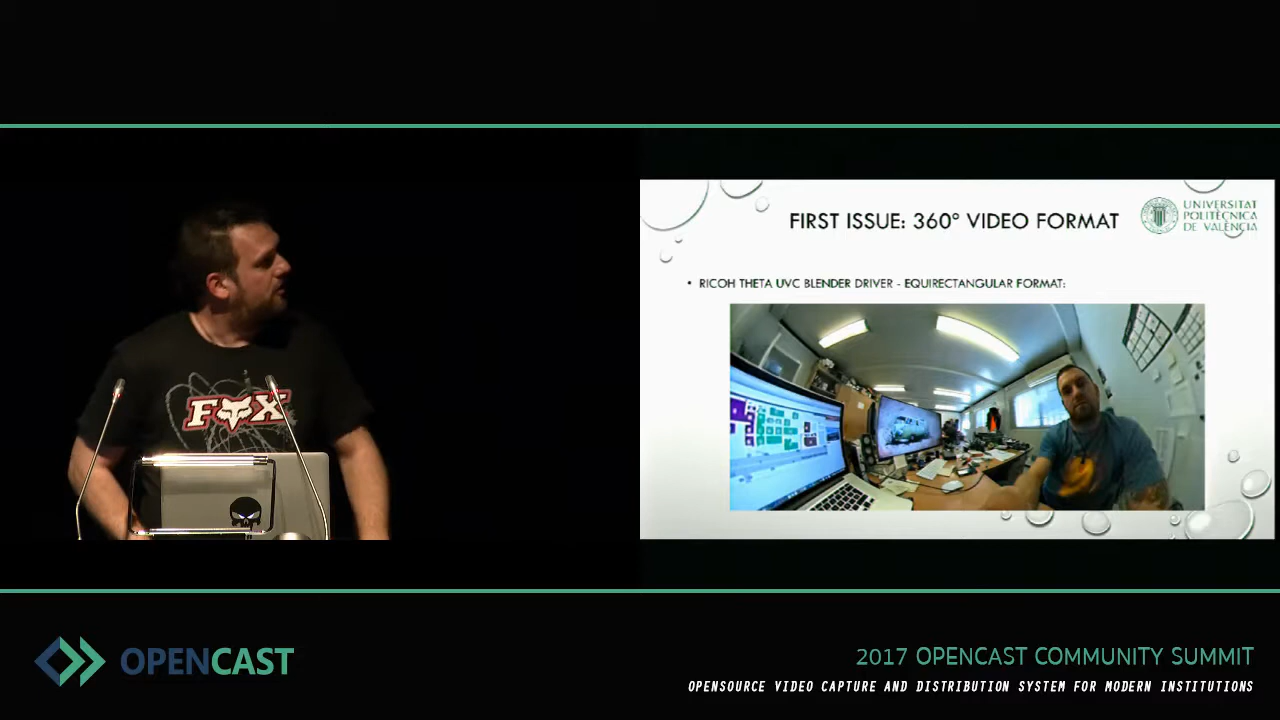 FIRST ISSUE: 360° VIDEO FORMAT
UNIVERSITAT
POLITÈCNICA
DE VALÈNCIA
• RICOH THETA UVC BLENDER DRIVER - EQUIRECTANGULAR FORMAT:
FOX
OPENCAST
2017 OPENCAST COMMUNITY SUMMIT
OPENSOURCE VIDEO CAPTURE AND DISTRIBUTION SYSTEM FOR MODERN INSTITUTIONS